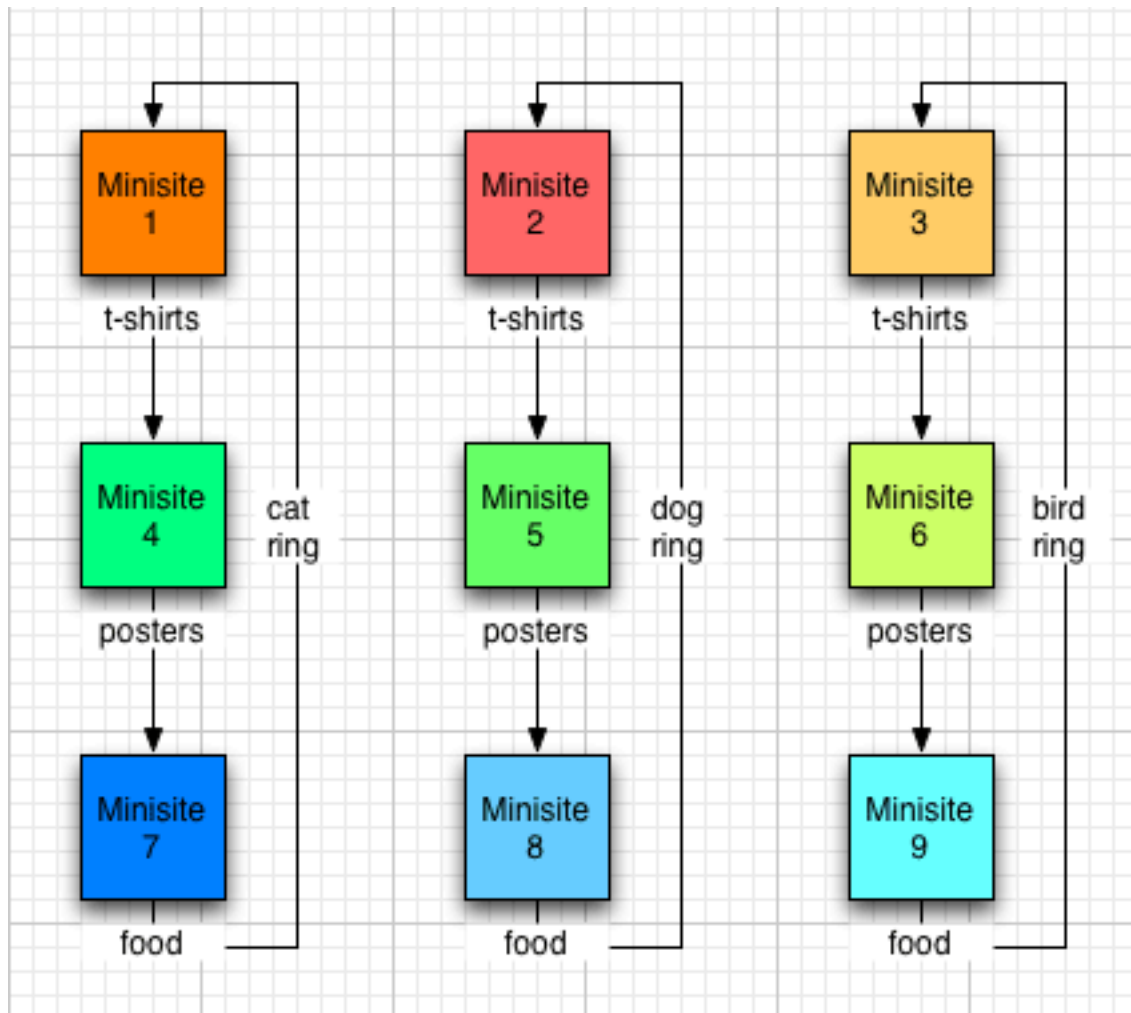 Minisite
1
Minisite
2
Minisite
3
t-shirts
t-shirts
t-shirts
Minisite
4
cat
ring
Minisite
5
dog
ring
Minisite
6
bird
ring
posters
posters
posters
Minisite
7
Minisite
8
Minisite
9
food
food
food